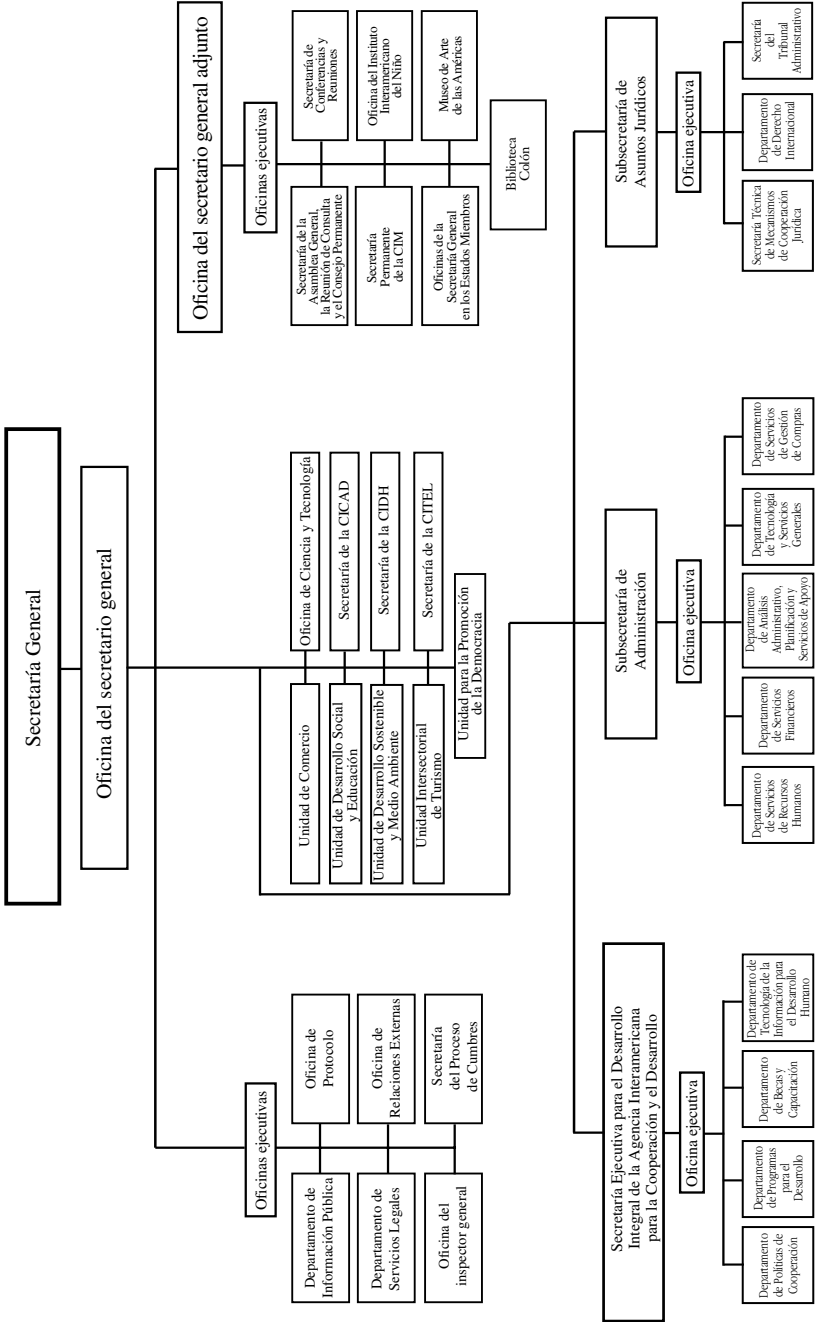 Secretaría General
Oficina del secretario general
Oficinas ejecutivas
Departamento de
Información Pública
Oficina de
Protocolo
Departamento de
Servicios Legales
Oficina de
Relaciones Externas
Oficina del
inspector general
Secretaría
del Proceso
de Cumbres
Unidad de Comercio
Oficina de Ciencia y Tecnología
Unidad de Desarrollo Social
y Educación
Secretaría de la CICAD
Unidad de Desarrollo Sostenible
y Medio Ambiente
Secretaría de la CIDH
Unidad Intersectorial
de Turismo
Secretaría de la CITEL
Unidad para la Promoción
de la Democracia
Oficina del secretario general adjunto
Oficinas ejecutivas
Secretaría de la
Asamblea General,
la Reunión de Consulta
y el Consejo Permanente
Secretaría de
Conferencias y
Reuniones
Secretaría
Permanente
de la CIM
Oficina del Instituto
Interamericano
del Niño
Oficinas de la
Secretaría General
en los Estados Miembros
Museo de Arte
de las Américas
Biblioteca
Colón
Secretaría Ejecutiva para el Desarrollo
Integral de la Agencia Interamericana
para la Cooperación y el Desarrollo
Oficina ejecutiva
Departamento
de Políticas de
Cooperación
Departamento
de Programas
para el
Desarrollo
Departamento
de Becas y
Capacitación
Departamento de
Tecnología de la
Información para
el Desarrollo
Humano
Subsecretaría de
Administración
Oficina ejecutiva
Departamento
de Servicios
de Recursos
Humanos
Departamento
de Servicios
Financieros
Departamento
de Análisis
Administrativo,
Planificación y
Servicios de Apoyo
Departamento
de Tecnología
y Servicios
Generales
Departamento
de Servicios
de Gestión
de Compras
Subsecretaría de
Asuntos Jurídicos
Oficina ejecutiva
Secretaría Técnica
de Mecanismos
de Cooperación
Jurídica
Departamento
de Derecho
Internacional
Secretaría
del
Tribunal
Administrativo